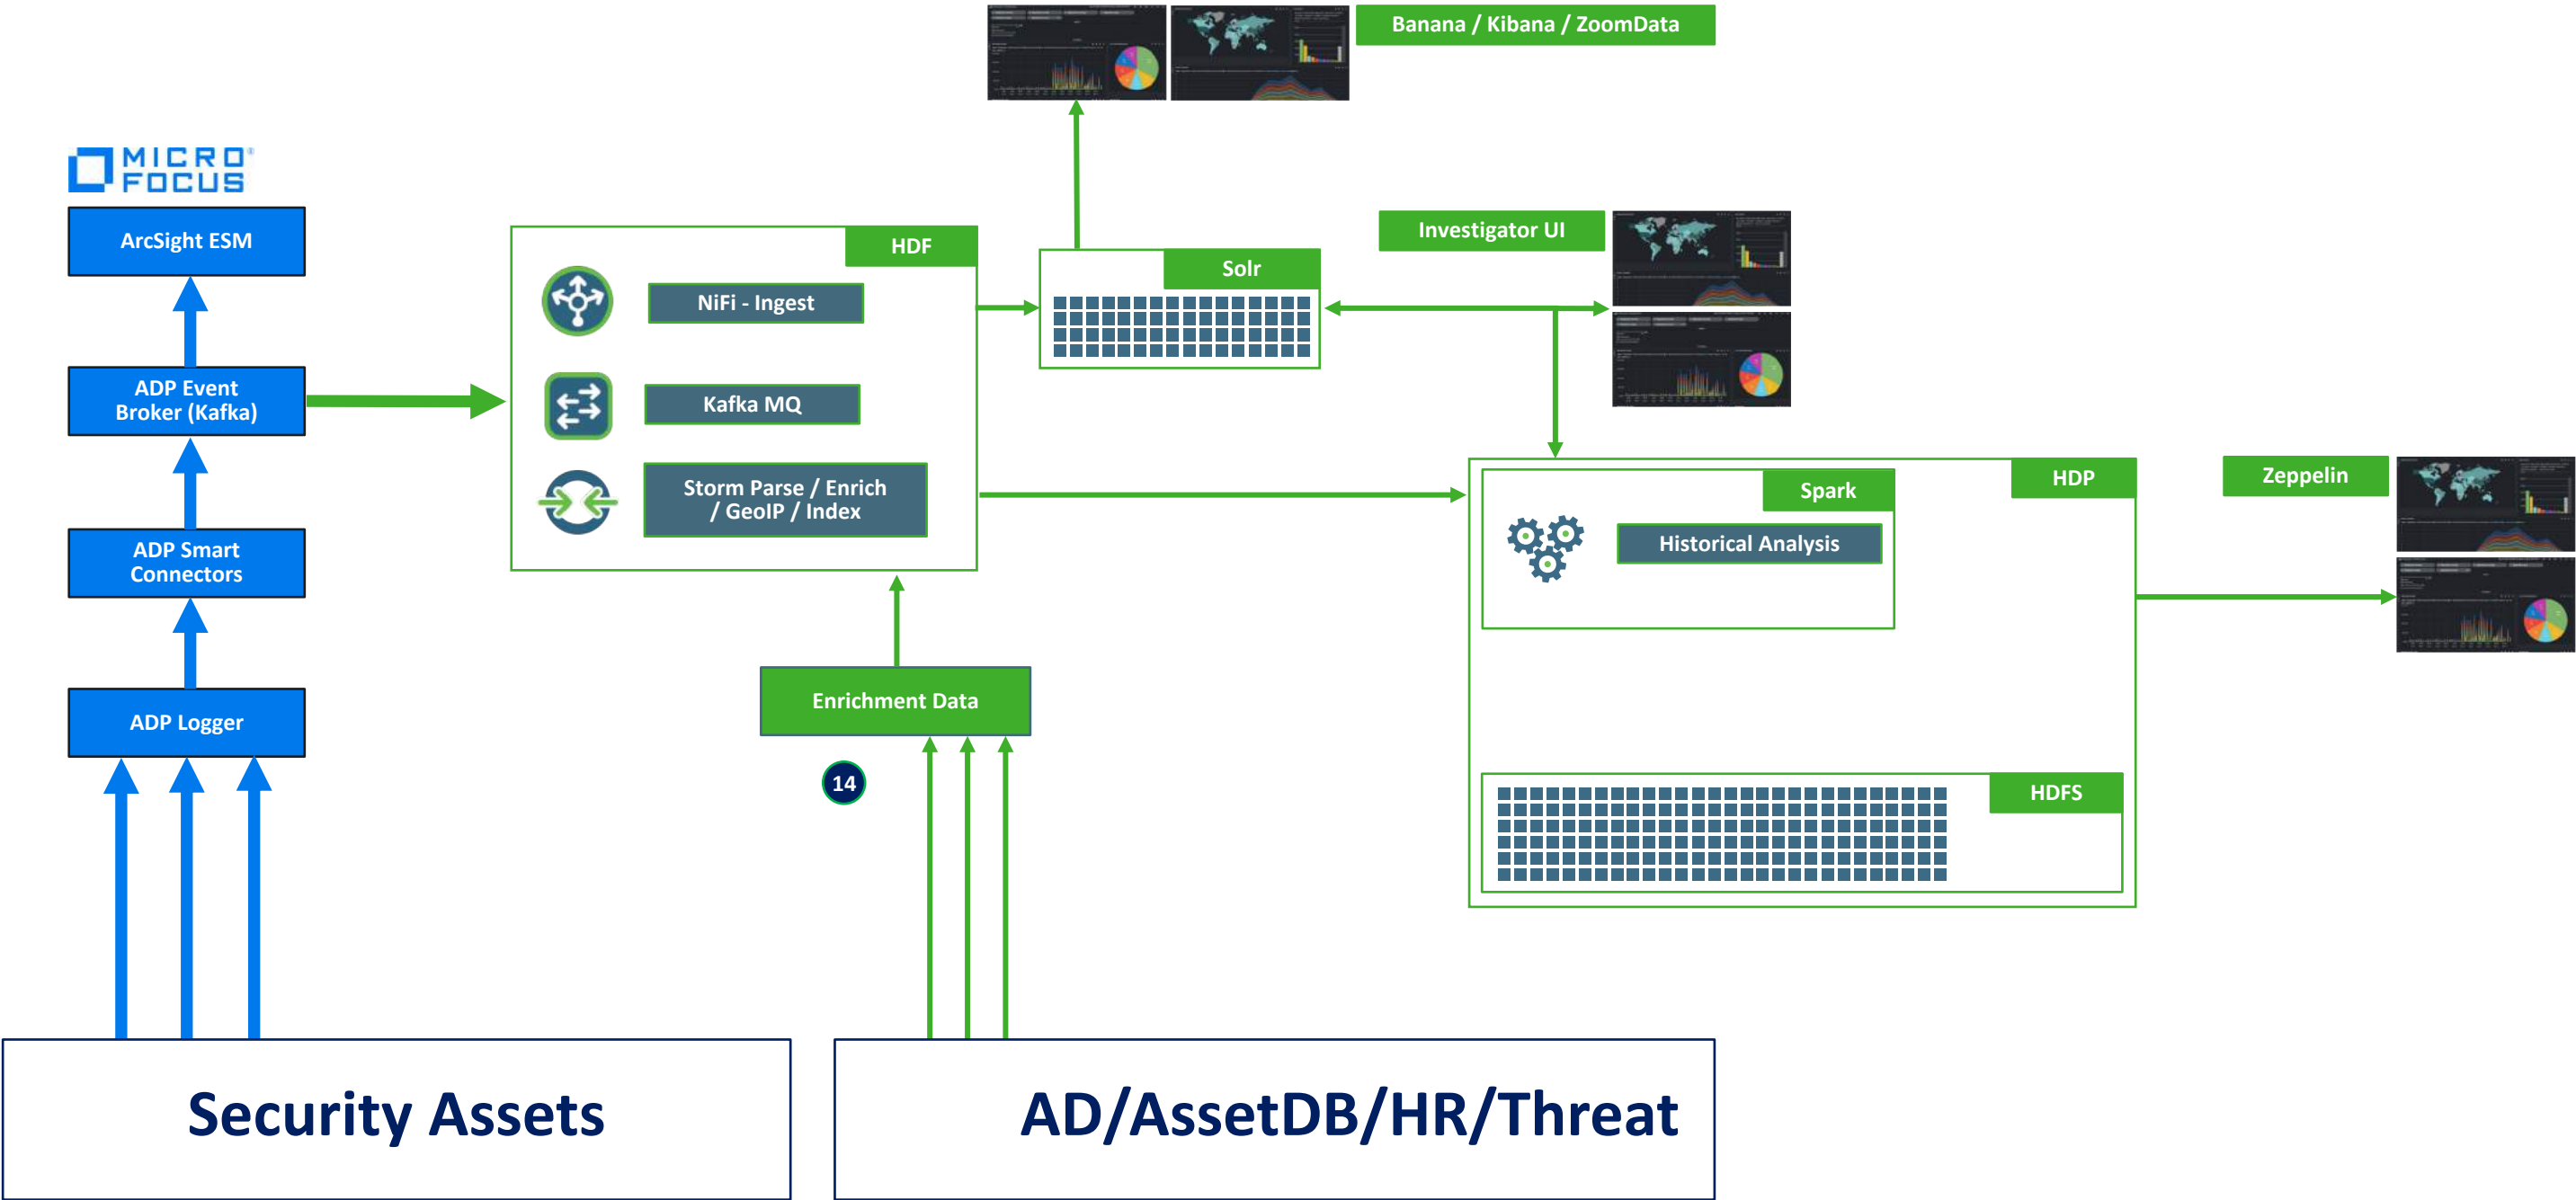 Banana / Kibana / ZoomData
MICRO
FOCUS
ArcSight ESM
HDF
Investigator UI
Solr
NiFi - Ingest
ADP Event
Broker (Kafka)
Kafka MQ
Storm Parse / Enrich
/ GeoIP / Index
HDP
Zeppelin
Spark
Historical Analysis
ADP Smart
Connectors
Enrichment Data
ADP Logger
14
HDFS
Security Assets
AD/AssetDB/HR/Threat